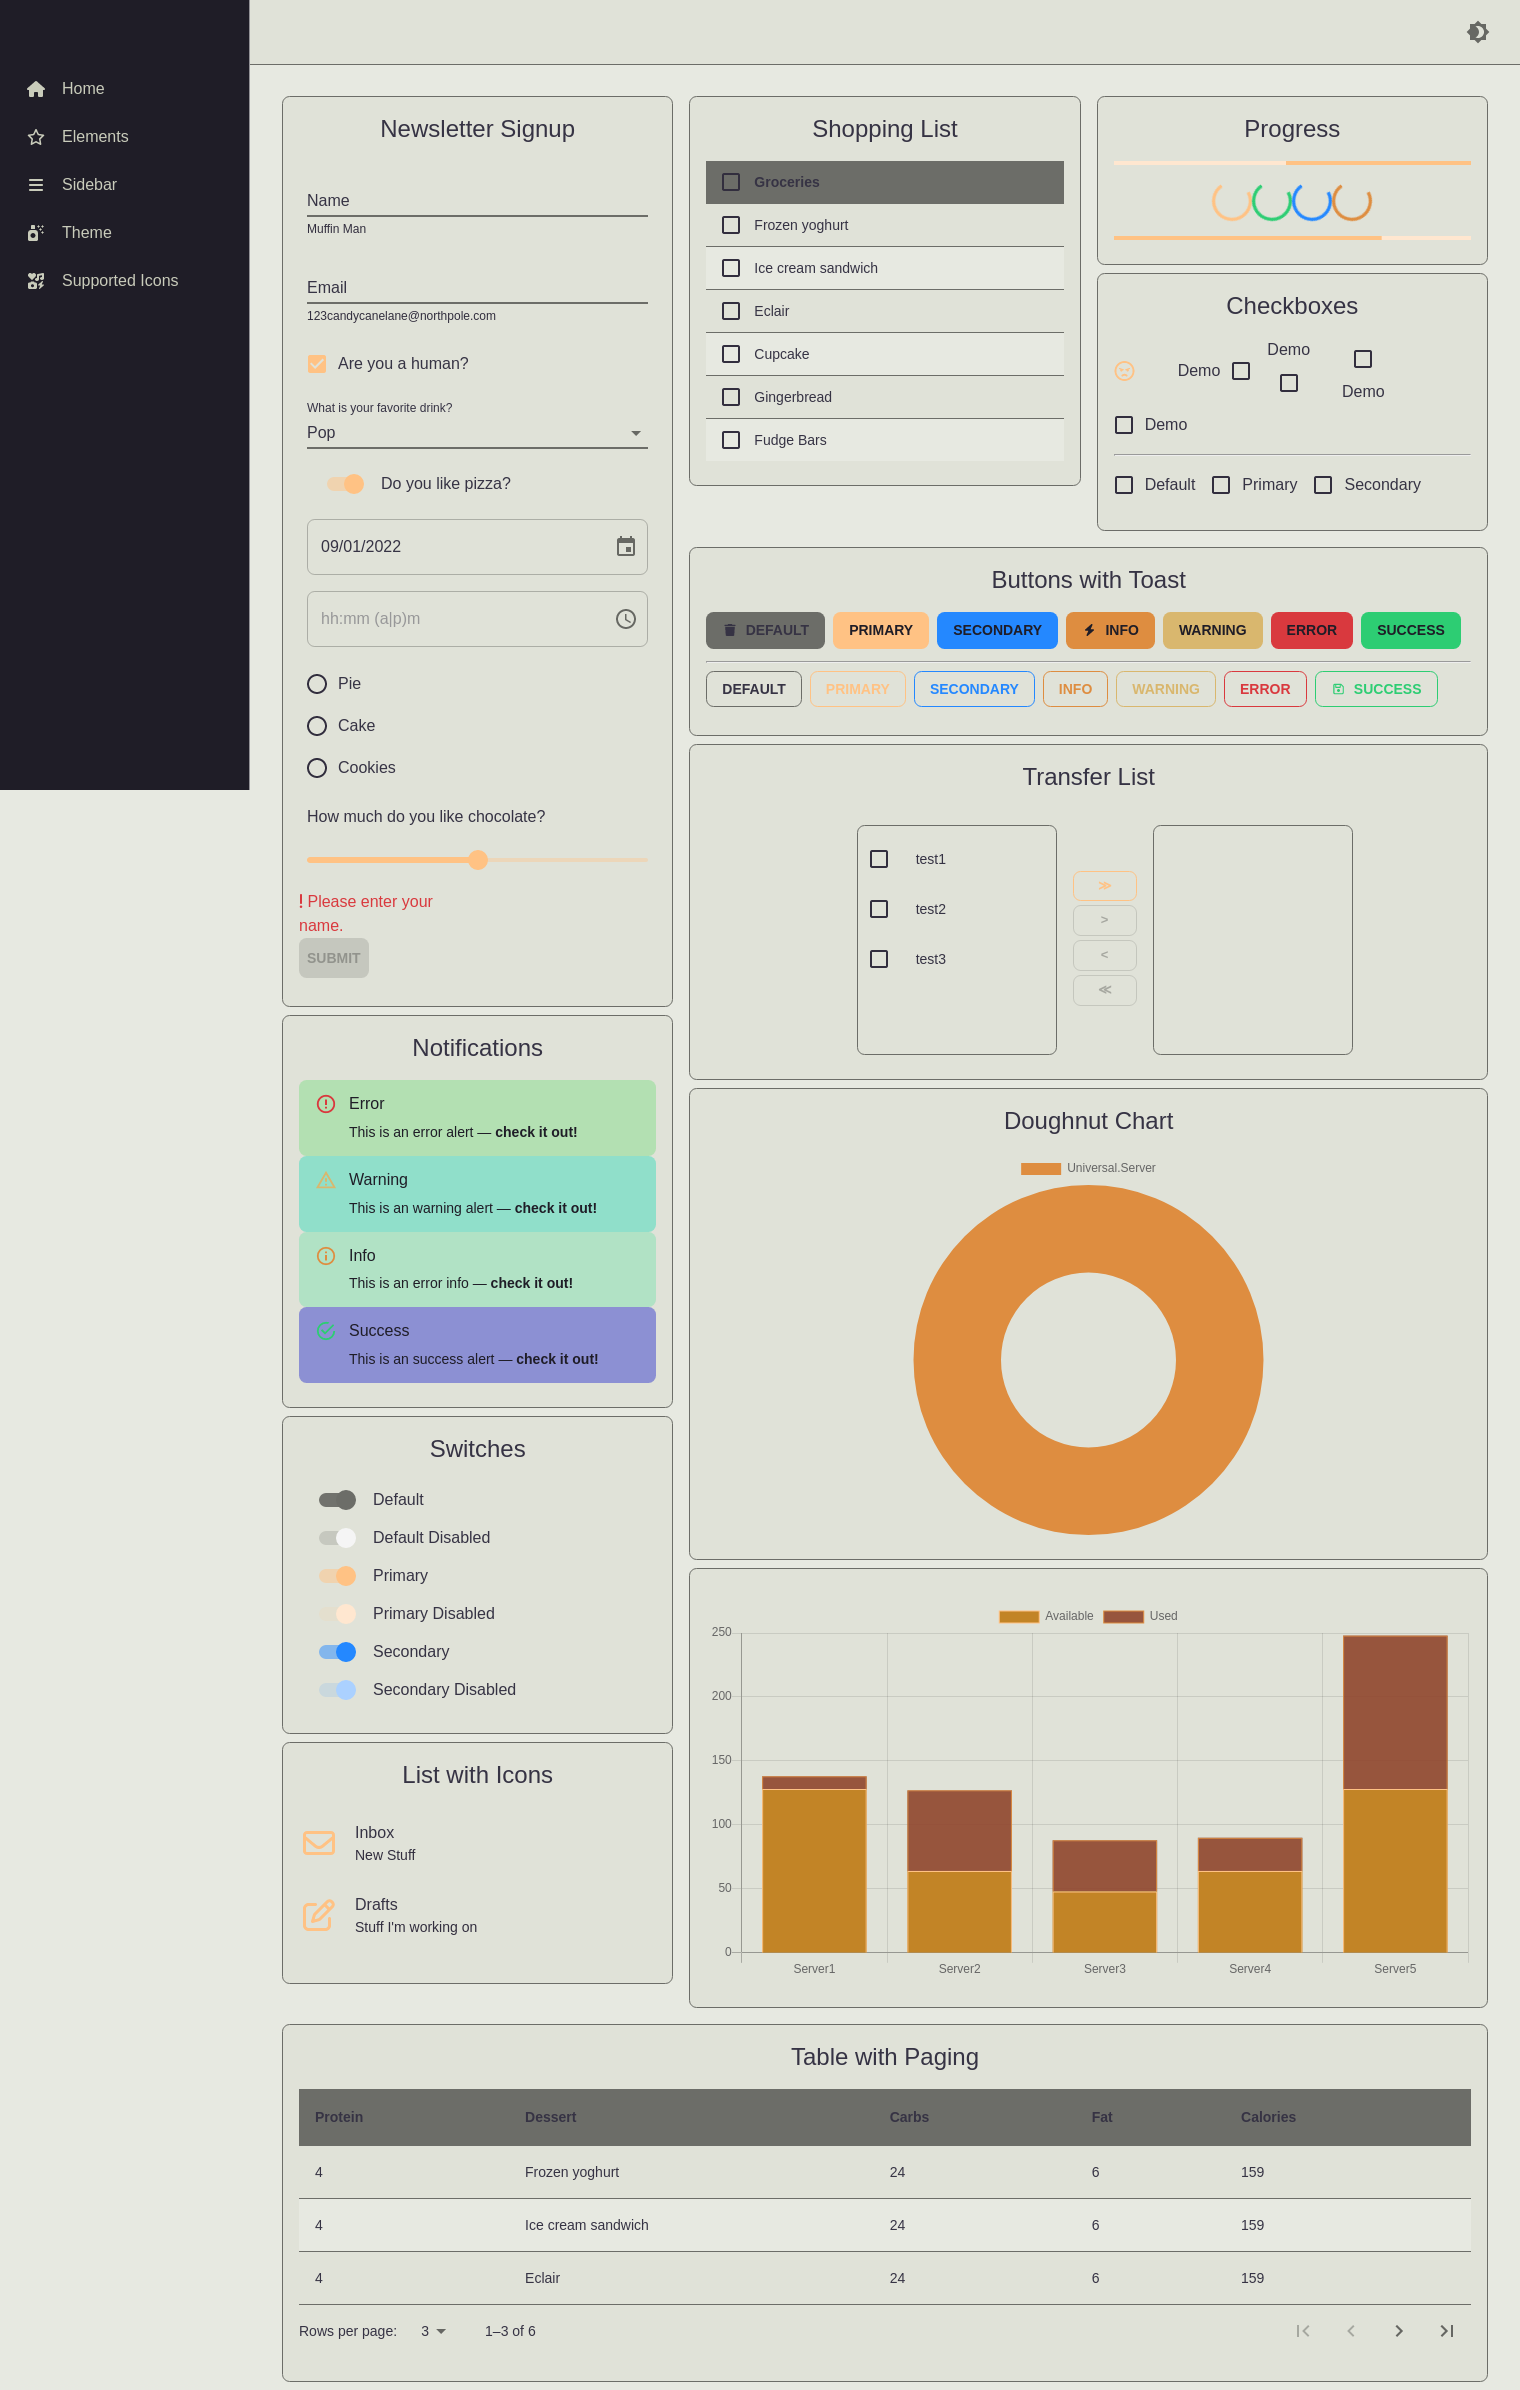 Home
Elements
Sidebar
Theme
Supported Icons
Newsletter Signup
Name
Muffin Man
Email
123candycanelane@northpole.com
Are you a human?
What is your favorite drink?
Pop
Do you like pizza?
09/01/2022
hh:mm (a|p)m
Pie
Cake
Cookies
How much do you like chocolate?
! Please enter your
name.
SUBMIT
Shopping List
Groceries
Frozen yoghurt
Ice cream sandwich
Eclair
Cupcake
Gingerbread
Fudge Bars
Progress
Checkboxes
Demo
Demo
Demo
Demo
Default Primary Secondary
Buttons with Toast
DEFAULT PRIMARY SECONDARY INFO WARNING ERROR SUCCESS
DEFAULT PRIMARY SECONDARY INFO WARNING ERROR SUCCESS
Transfer List
test1
test2
test3
≫
>
<
≪
Notifications
Error
This is an error alert — check it out!
Warning
This is an warning alert — check it out!
Info
This is an error info — check it out!
Success
This is an success alert — check it out!
Doughnut Chart
Universal.Server
Switches
Default
Default Disabled
Primary
Primary Disabled
Secondary
Secondary Disabled
List with Icons
Inbox
New Stuff
Drafts
Stuff I'm working on
Available Used
250
200
150
100
50
0
Server1 Server2 Server3 Server4 Server5
Table with Paging
Protein Dessert Carbs Fat Calories
4 Frozen yoghurt 24 6 159
4 Ice cream sandwich 24 6 159
4 Eclair 24 6 159
Rows per page: 3 1–3 of 6